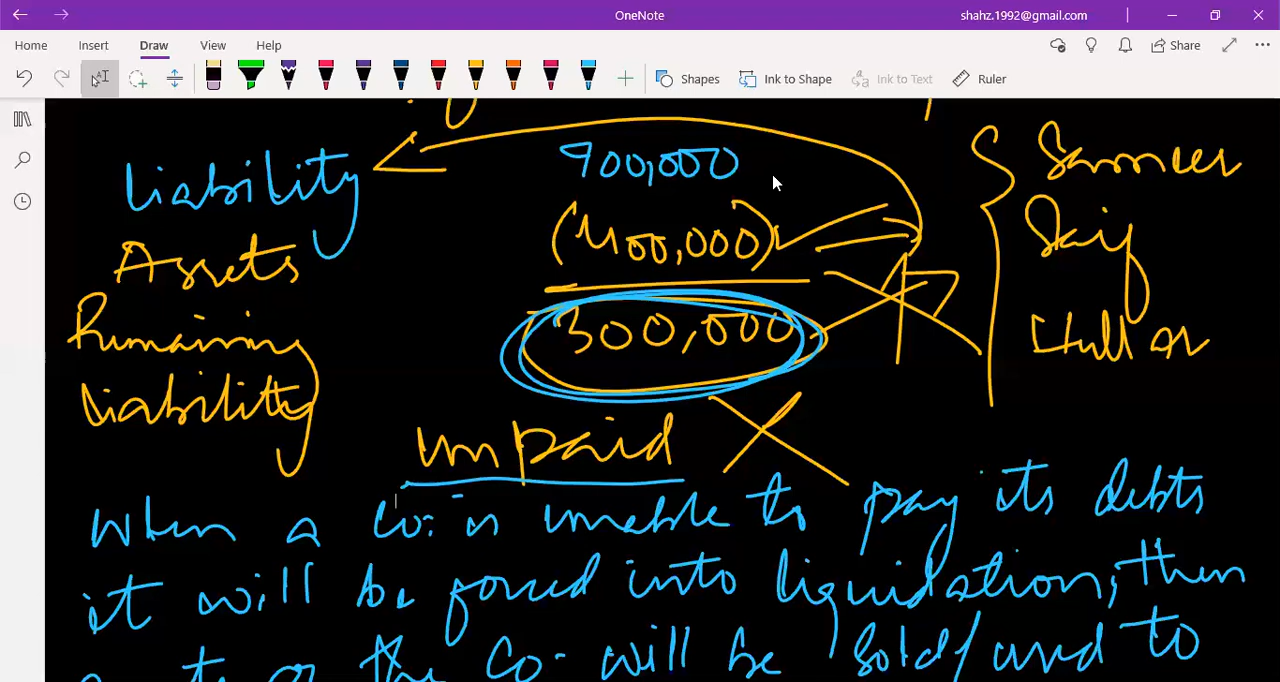 OneNote
shahz.1992@gmail.com
Home Insert Draw View Help
Share
Shapes Ink to Shape Ink to Text Ruler
Liability 900,000
Assets (400,000)
Remaining Liability 300,000
unpaid
When a Co: is unable to pay its debts
it will be forced into liquidation, then
the Co. will be sold/used to